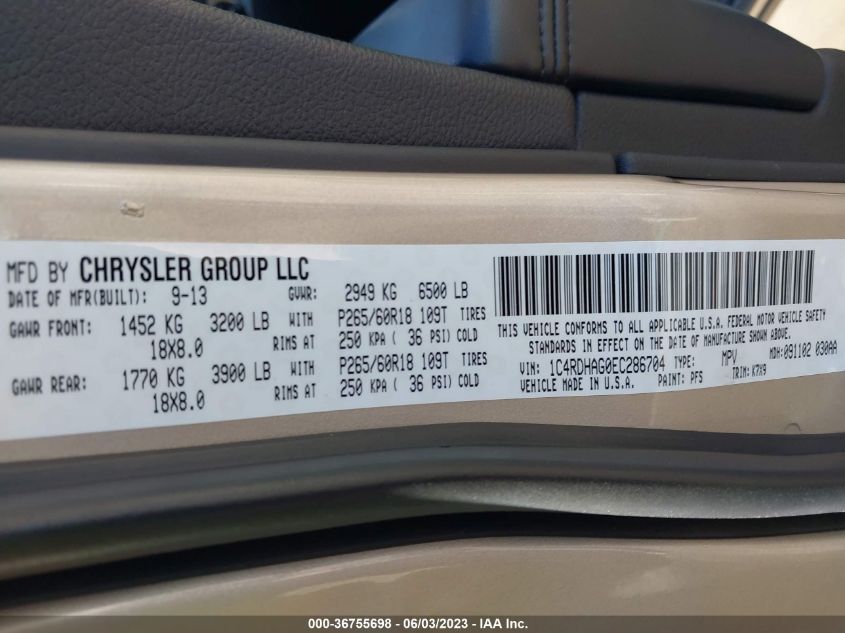 MFD BY CHRYSLER GROUP LLC
DATE OF MFR(BUILT): 9-13 GVWR: 2949 KG 6500 LB
GAWR FRONT: 1452 KG 3200 LB WITH P265/60R18 109T TIRES
18X8.0 RIMS AT 250 KPA ( 36 PSI) COLD
GAWR REAR: 1770 KG 3900 LB WITH P265/60R18 109T TIRES
18X8.0 RIMS AT 250 KPA ( 36 PSI) COLD
THIS VEHICLE CONFORMS TO ALL APPLICABLE U.S.A. FEDERAL MOTOR VEHICLE SAFETY
STANDARDS IN EFFECT ON THE DATE OF MANUFACTURE SHOWN ABOVE.
VIN: 1C4RDHAG0EC286704 TYPE: MPV MDH: 091102 030AA
VEHICLE MADE IN U.S.A. PAINT: PFS TRIM: K7X9
000-36755698 - 06/03/2023 - IAA Inc.